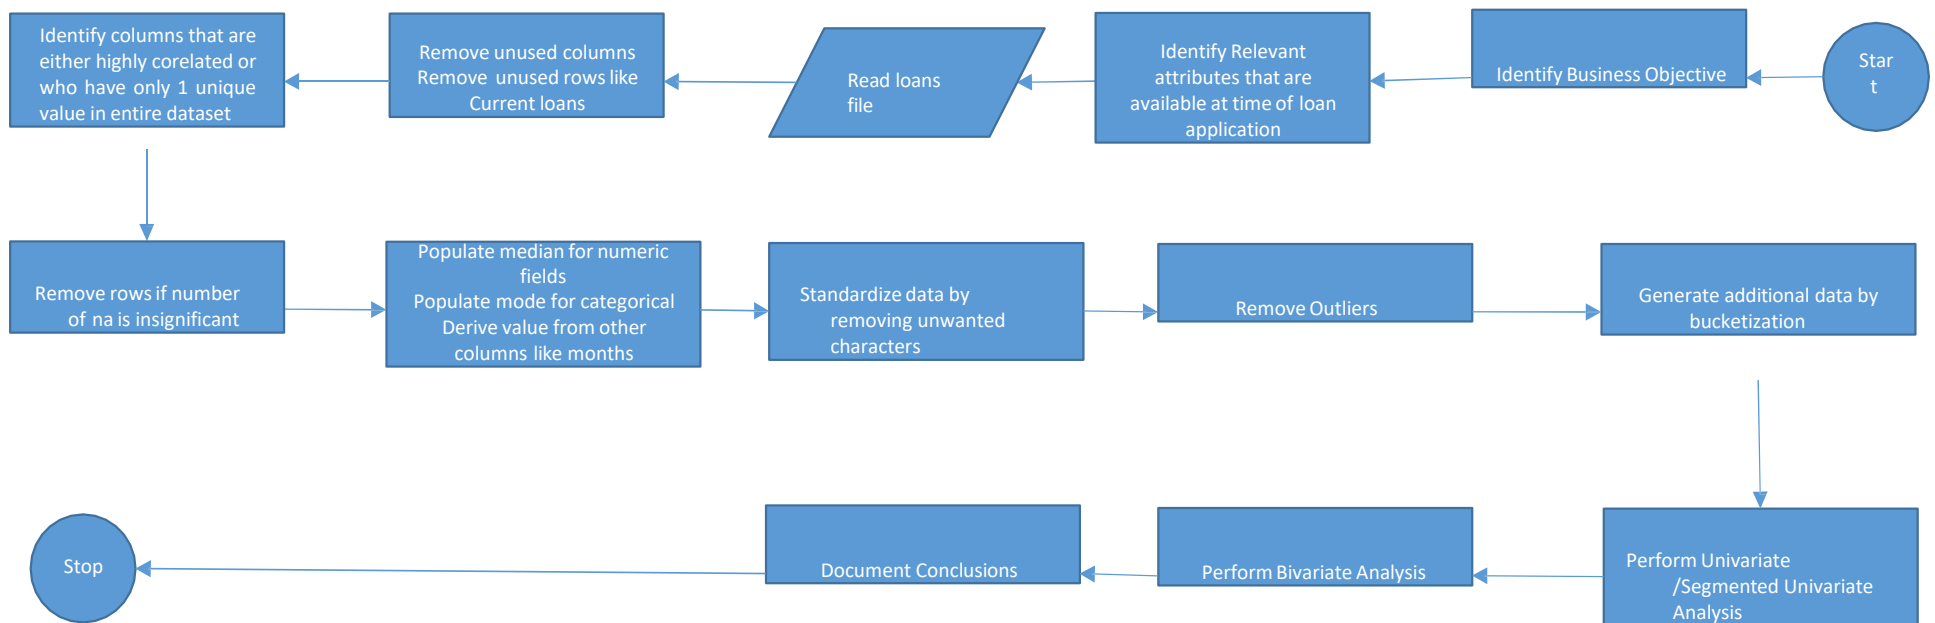 Star
t
Identify Business Objective
Identify Relevant
attributes that are
available at time of loan
application
Read loans
file
Remove unused columns
Remove unused rows like
Current loans
Identify columns that are
either highly corelated or
who have only 1 unique
value in entire dataset
Remove rows if number
of na is insignificant
Populate median for numeric
fields
Populate mode for categorical
Derive value from other
columns like months
Standardize data by
removing unwanted
characters
Remove Outliers
Generate additional data by
bucketization
Perform Univariate
/Segmented Univariate
Analysis
Perform Bivariate Analysis
Document Conclusions
Stop